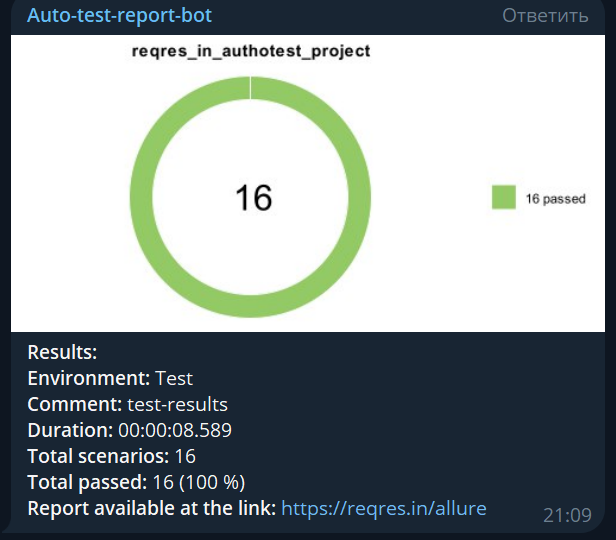 Auto-test-report-bot Ответить
reqres_in_authotest_project
16
16 passed
Results:
Environment: Test
Comment: test-results
Duration: 00:00:08.589
Total scenarios: 16
Total passed: 16 (100 %)
Report available at the link: https://reqres.in/allure
21:09